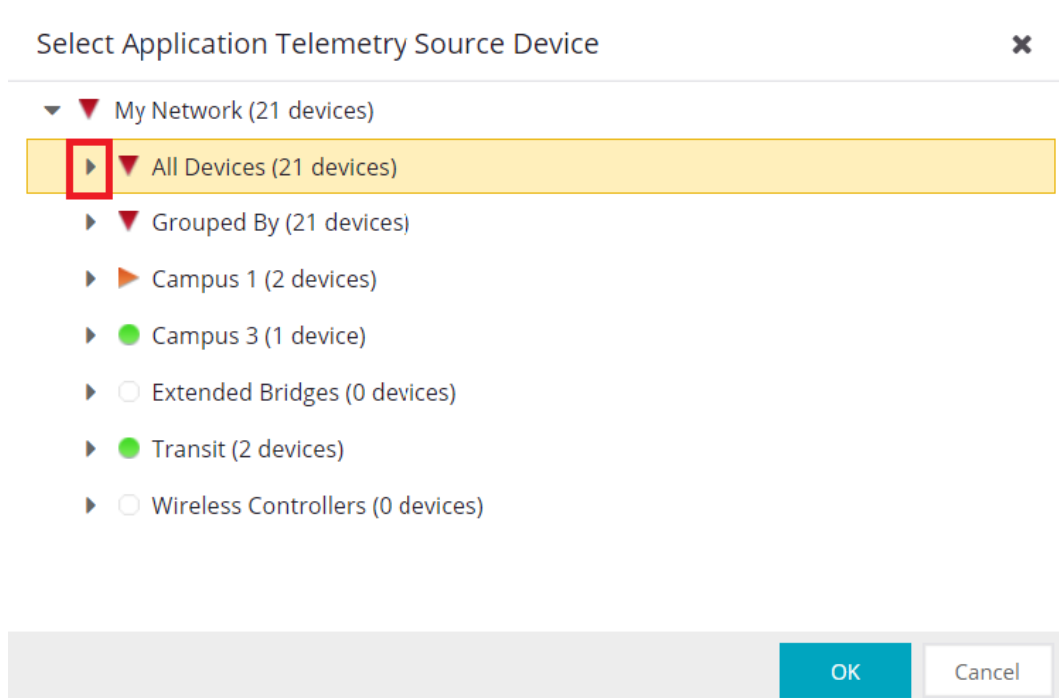 Select Application Telemetry Source Device
My Network (21 devices)
All Devices (21 devices)
Grouped By (21 devices)
Campus 1 (2 devices)
Campus 3 (1 device)
Extended Bridges (0 devices)
Transit (2 devices)
Wireless Controllers (0 devices)
OK Cancel